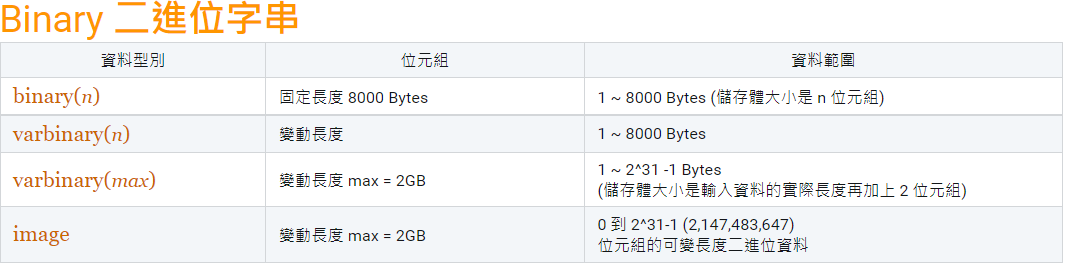 Binary 二進位字串
資料型別 位元組 資料範圍
binary(n) 固定長度 8000 Bytes 1 ~ 8000 Bytes (儲存體大小是 n 位元組)
varbinary(n) 變動長度 1 ~ 8000 Bytes
varbinary(max) 變動長度 max = 2GB 1 ~ 2^31 -1 Bytes
(儲存體大小是輸入資料的實際長度再加上 2 位元組)
image 變動長度 max = 2GB 0 到 2^31-1 (2,147,483,647)
位元組的可變長度二進位資料